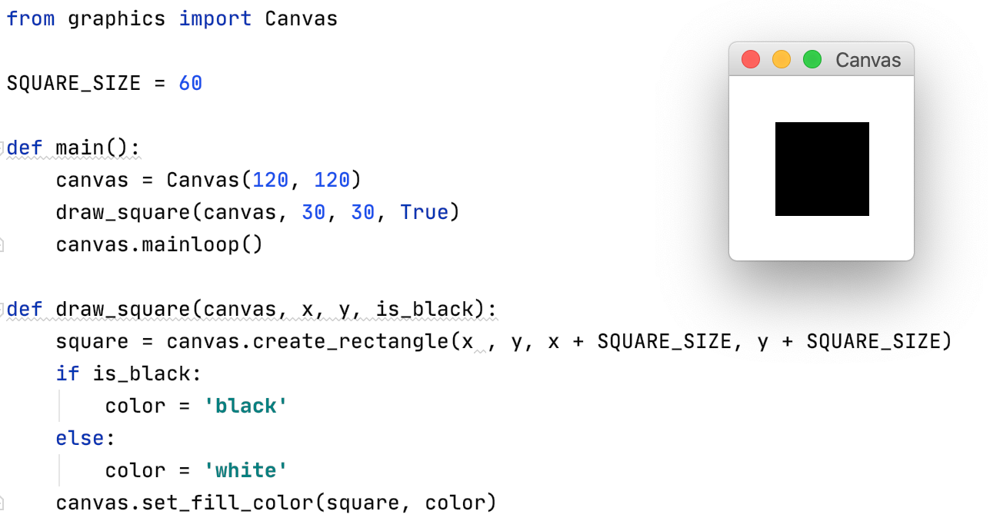 from graphics import Canvas
Canvas
SQUARE_SIZE = 60
def main():
    canvas = Canvas(120, 120)
    draw_square(canvas, 30, 30, True)
    canvas.mainloop()
def draw_square(canvas, x, y, is_black):
    square = canvas.create_rectangle(x , y, x + SQUARE_SIZE, y + SQUARE_SIZE)
    if is_black:
        color = 'black'
    else:
        color = 'white'
    canvas.set_fill_color(square, color)